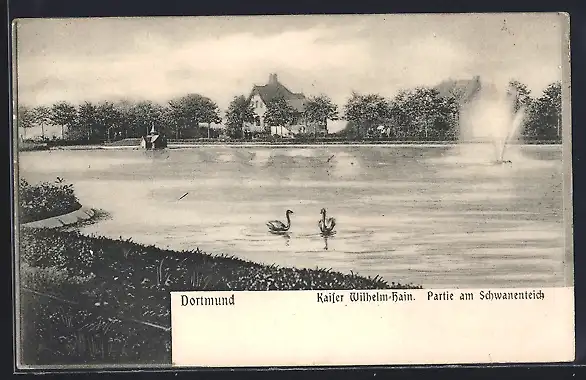 Dortmund Kaiser Wilhelm-Hain. Partie am Schwanenteich